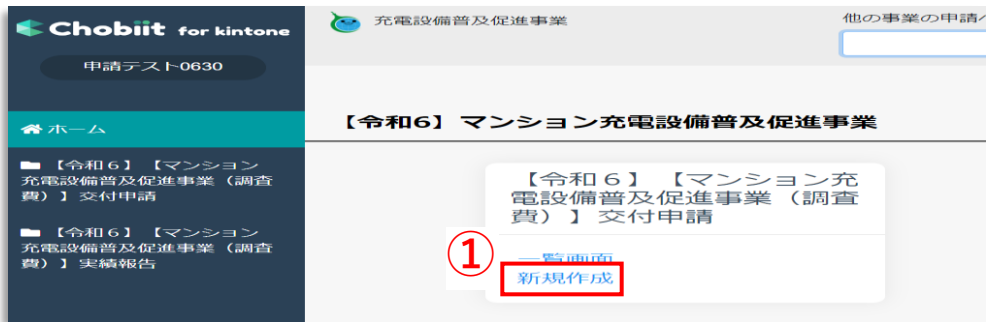 Chobiit for kintone
申請テスト0630
ホーム
【令和6】【マンション
充電設備普及促進事業（調査
費）】交付申請
【令和6】【マンション
充電設備普及促進事業（調査
費）】実績報告
充電設備普及促進事業
他の事業の申請へ
【令和6】マンション充電設備普及促進事業
【令和6】【マンション充
電設備普及促進事業（調査
費）】交付申請
①
一覧画面
新規作成